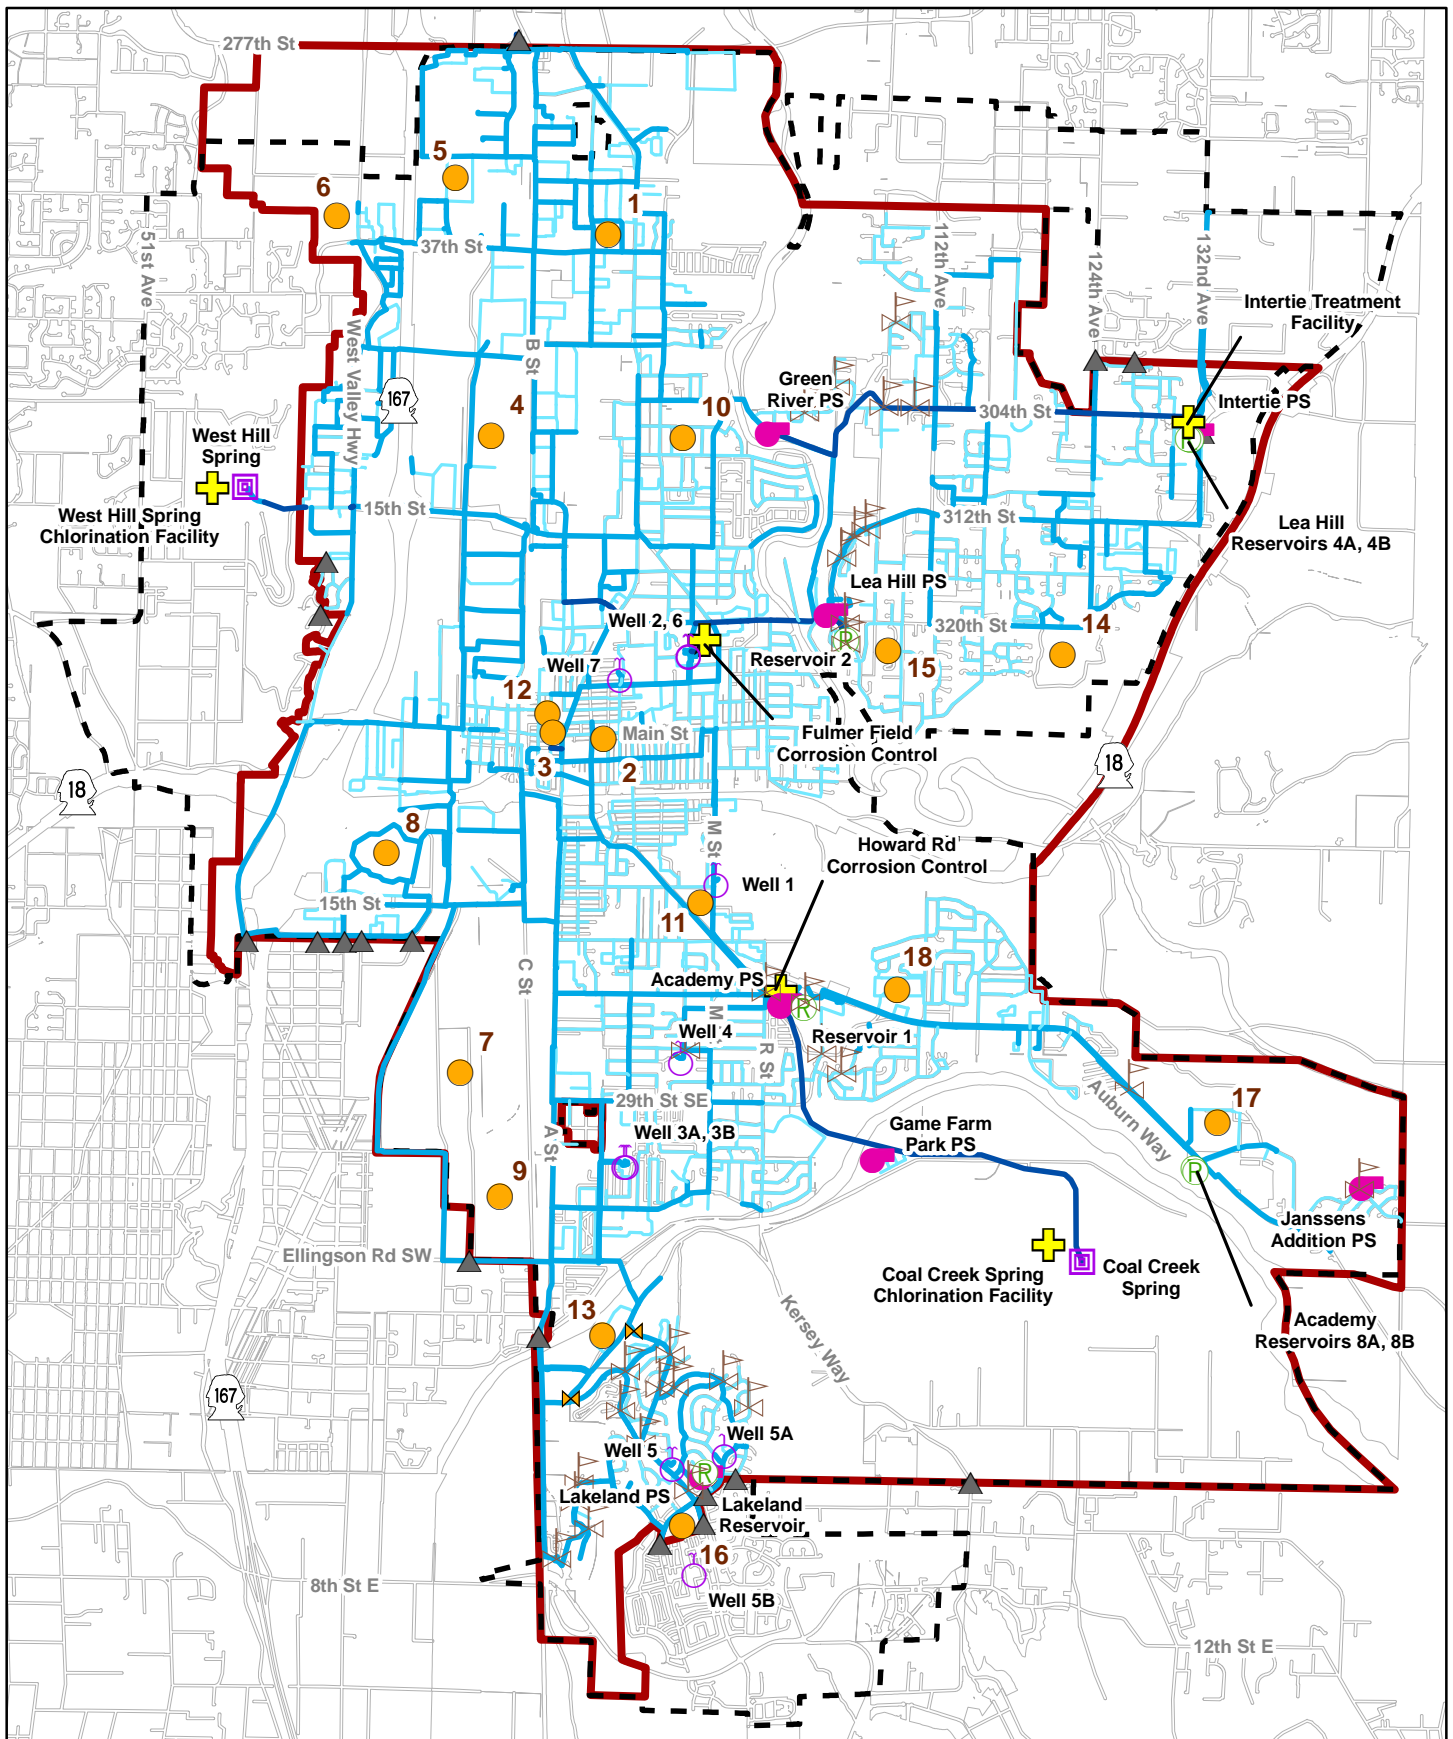 277th St
5
6
1
51st Ave
37th St
112th Ave
124th Ave
132nd Ave
Intertie Treatment
Facility
West Valley Hwy
B St
167
Green
River PS
4
10
304th St
Intertie PS
West Hill
Spring
West Hill Spring
Chlorination Facility
15th St
312th St
Lea Hill
Reservoirs 4A, 4B
R
Lea Hill PS
Well 2, 6
320th St
14
R
Reservoir 2
15
Well 7
12
Main St
Fulmer Field
Corrosion Control
3
2
18
18
8
M St
Howard Rd
Corrosion Control
Well 1
15th St
11
18
C St
Academy PS
R
Reservoir 1
Well 4
M St
R St
7
29th St SE
Auburn Way
17
A St
Well 3A, 3B
Game Farm
Park PS
R
9
Janssens
Addition PS
Ellingson Rd SW
Coal Creek Spring
Chlorination Facility
Coal Creek
Spring
13
Kersey Way
Academy
Reservoirs 8A, 8B
167
Well 5A
Well 5
R
Lakeland PS
Lakeland
Reservoir
16
8th St E
Well 5B
12th St E